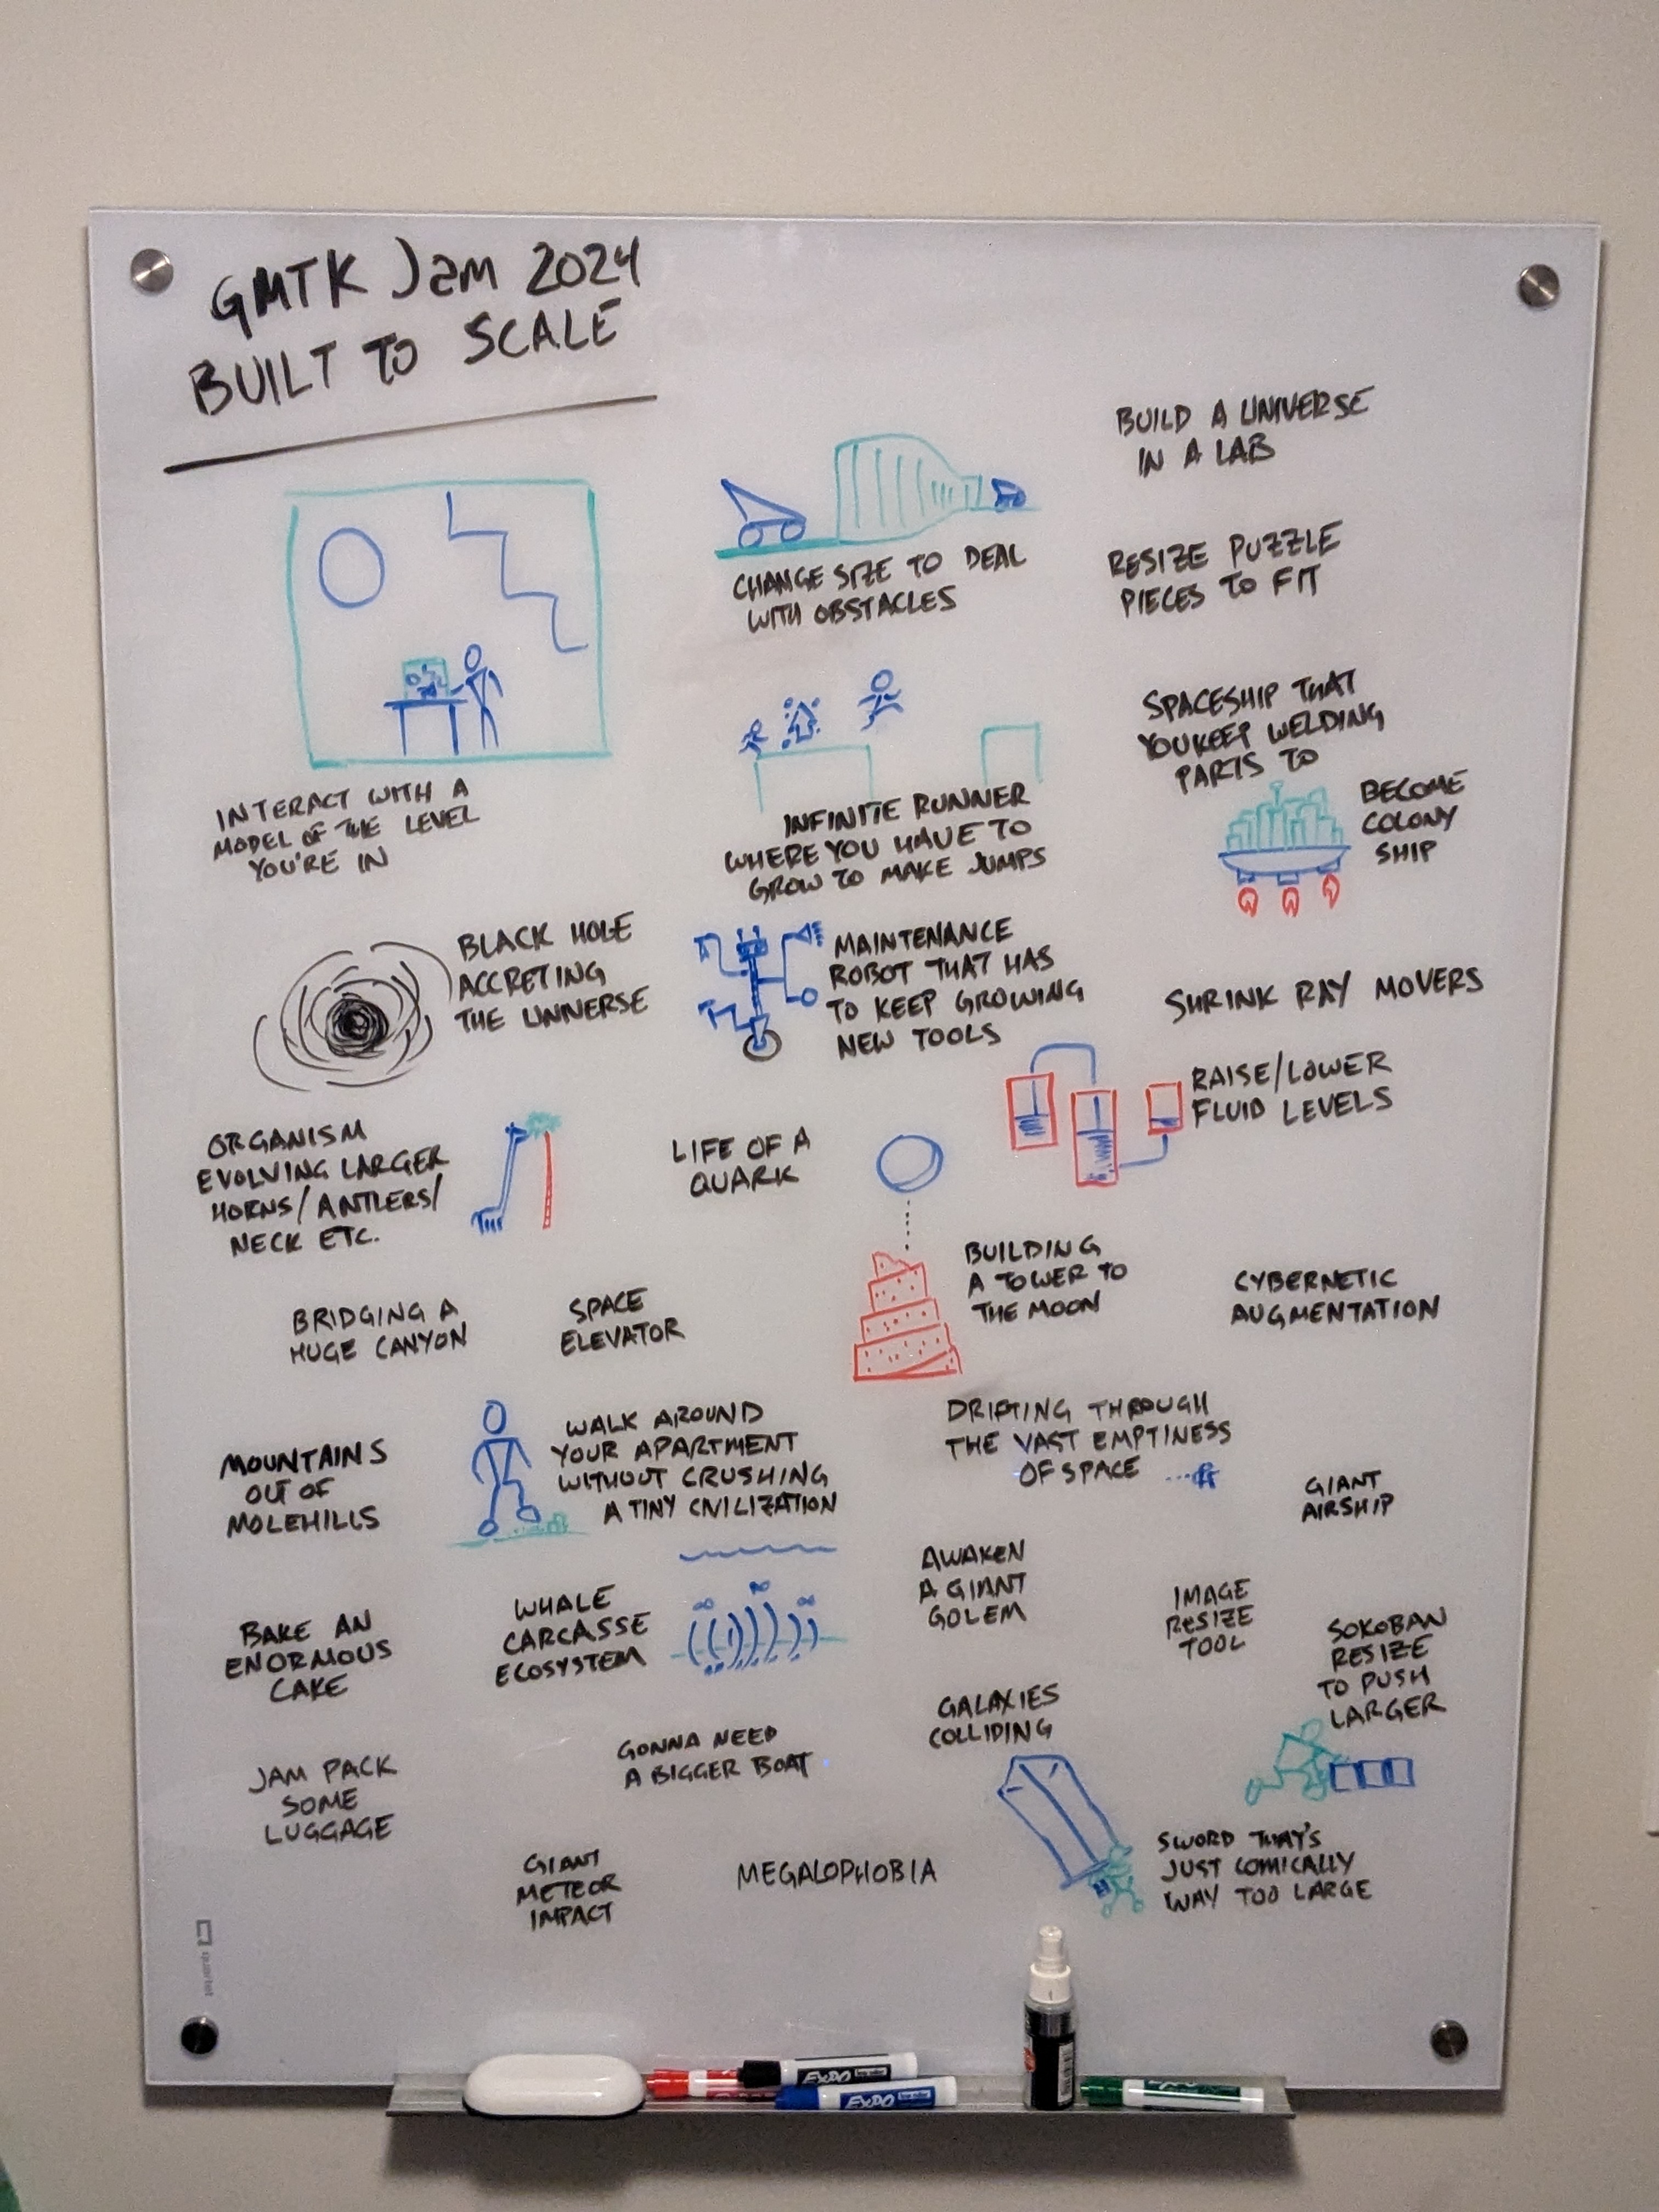 GMTK Jam 2024
BUILT TO SCALE
BUILD A UNIVERSE
IN A LAB
CHANGE SIZE TO DEAL
WITH OBSTACLES
RESIZE PUZZLE
PIECES TO FIT
INTERACT WITH A
MODEL OF THE LEVEL
YOU'RE IN
INFINITE RUNNER
WHERE YOU HAVE TO
GROW TO MAKE JUMPS
SPACESHIP THAT
YOU KEEP WELDING
PARTS TO
BECOME
COLONY
SHIP
BLACK HOLE
ACCRETING
THE UNIVERSE
MAINTENANCE
ROBOT THAT HAS
TO KEEP GROWING
NEW TOOLS
SHRINK RAY MOVERS
RAISE/LOWER
FLUID LEVELS
ORGANISM
EVOLVING LARGER
HORNS/ANTLERS/
NECK ETC.
LIFE OF A
QUARK
BUILDING
A TOWER TO
THE MOON
CYBERNETIC
AUGMENTATION
BRIDGING A
HUGE CANYON
SPACE
ELEVATOR
MOUNTAINS
OUT OF
MOLEHILLS
WALK AROUND
YOUR APARTMENT
WITHOUT CRUSHING
A TINY CIVILIZATION
DRIFTING THROUGH
THE VAST EMPTINESS
OF SPACE
GIANT
AIRSHIP
BAKE AN
ENORMOUS
CAKE
WHALE
CARCASSE
ECOSYSTEM
AWAKEN
A GIANT
GOLEM
IMAGE
RESIZE
TOOL
SOKOBAN
RESIZE
TO PUSH
LARGER
JAM PACK
SOME
LUGGAGE
GONNA NEED
A BIGGER BOAT
GALAXIES
COLLIDING
GIANT
METEOR
IMPACT
MEGALOPHOBIA
SWORD THAT'S
JUST COMICALLY
WAY TOO LARGE
quartet
EXPO
EXPO